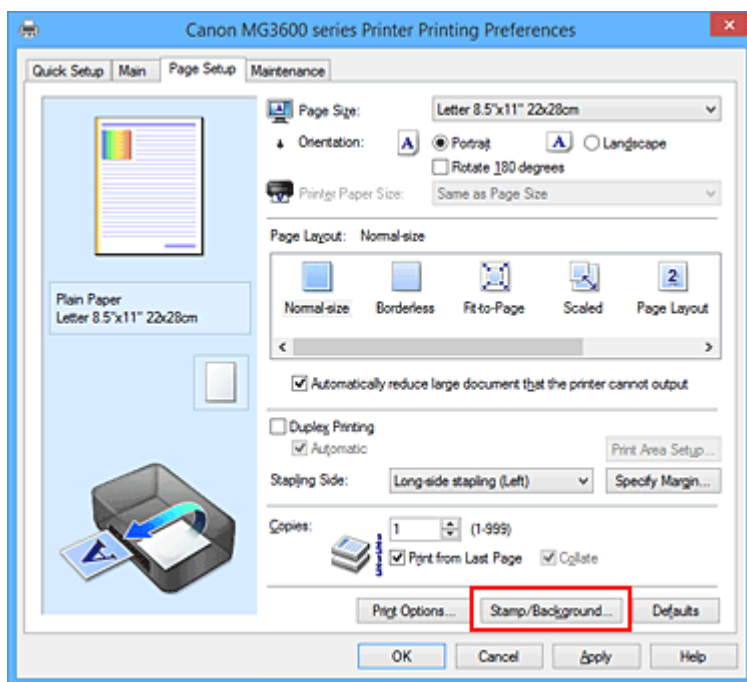 Canon MG3600 series Printer Printing Preferences
Quick Setup Main Page Setup Maintenance
Page Size: Letter 8.5"x11" 22x28cm
Orientation: A Portrait A Landscape
Rotate 180 degrees
Printer Paper Size: Same as Page Size
Page Layout: Normal-size
2
Normal-size Borderless Fit-to-Page Scaled Page Layout
Plain Paper
Letter 8.5"x11" 22x28cm
Automatically reduce large document that the printer cannot output
Duplex Printing
Automatic Print Area Setup...
Stapling Side: Long-side stapling (Left) Specify Margin...
Copies: 1 (1-999)
Print from Last Page Collate
A
Print Options... Stamp/Background... Defaults
OK Cancel Apply Help